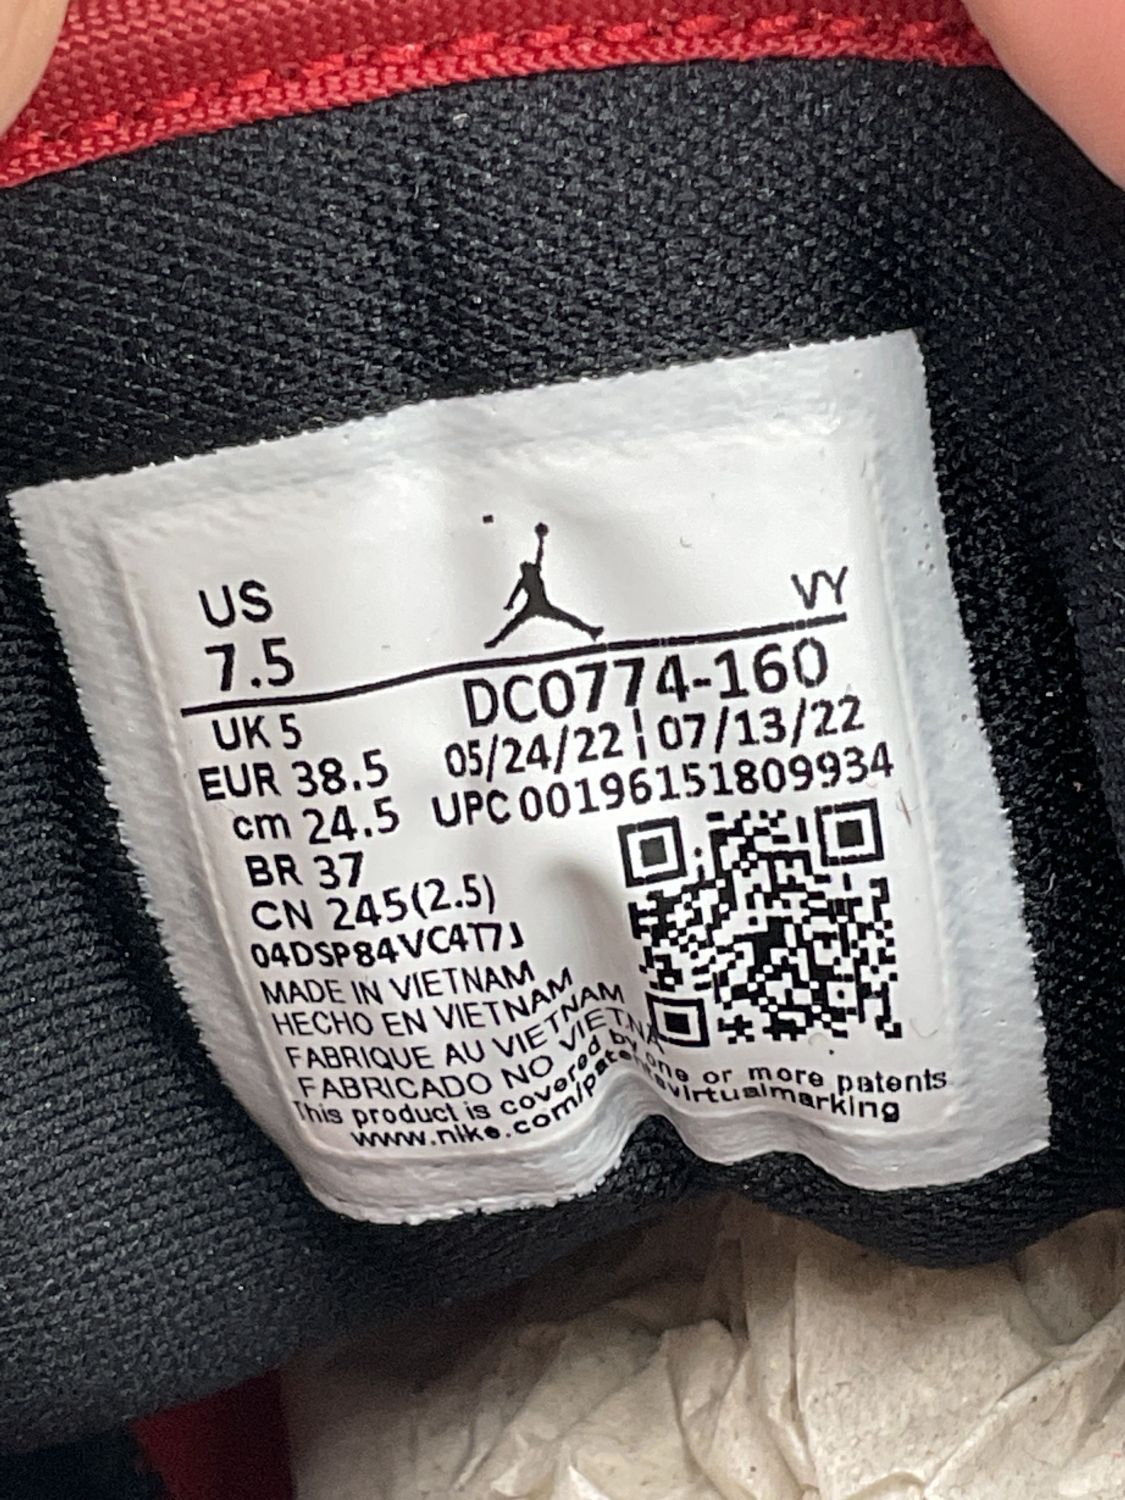 US
7.5
VY
DC0774-160
UK 5
05/24/22 | 07/13/22
EUR 38.5
UPC 00196151809934
cm 24.5
BR 37
CN 245(2.5)
04DSP84VC4T7J
MADE IN VIETNAM
HECHO EN VIETNAM
FABRIQUE AU VIETNAM
FABRICADO NO VIETNA
This product is covered by one or more patents
www.nike.com/patentsvirtualmarking